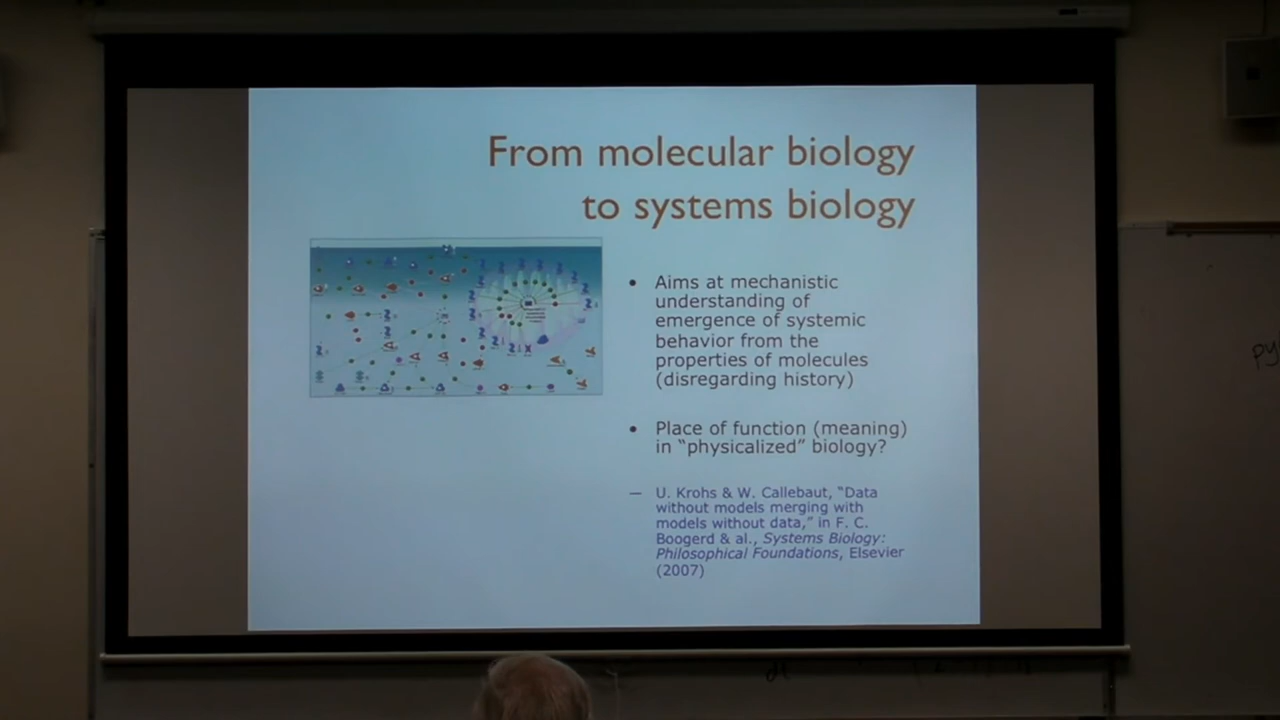 From molecular biology
to systems biology
• Aims at mechanistic
understanding of
emergence of systemic
behavior from the
properties of molecules
(disregarding history)
• Place of function (meaning)
in “physicalized” biology?
— U. Krohs & W. Callebaut, “Data
without models merging with
models without data,” in F. C.
Boogerd & al., Systems Biology:
Philosophical Foundations, Elsevier
(2007)
py